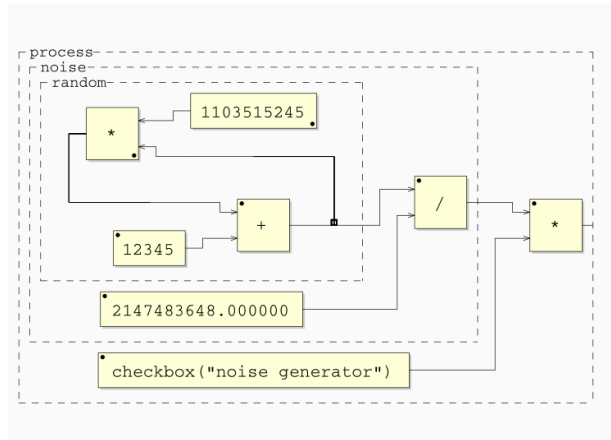 process
noise
random
1103515245
*
+
12345
/
*
2147483648.000000
checkbox("noise generator")